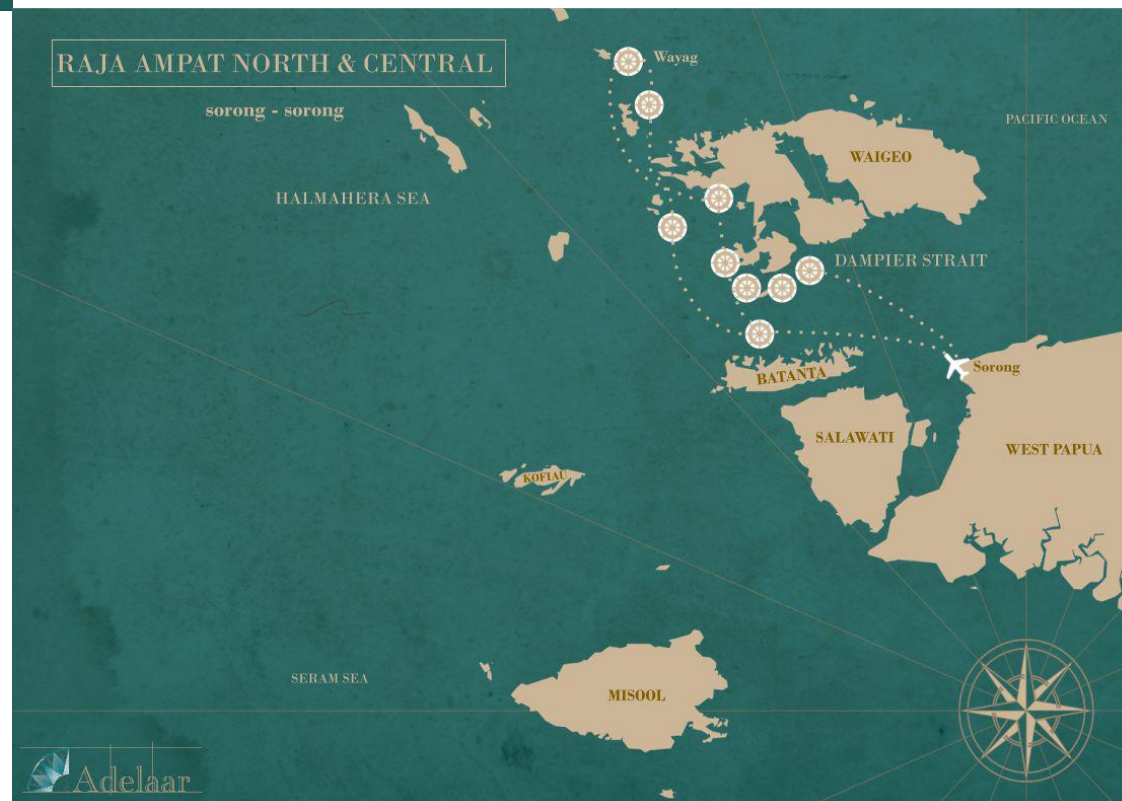 RAJA AMPAT NORTH & CENTRAL
sorong - sorong
Wayag
PACIFIC OCEAN
WAIGEO
HALMAHERA SEA
DAMPIER STRAIT
Sorong
BATANTA
SALAWATI
WEST PAPUA
KOFIAU
SERAM SEA
MISOOL
Adelaar